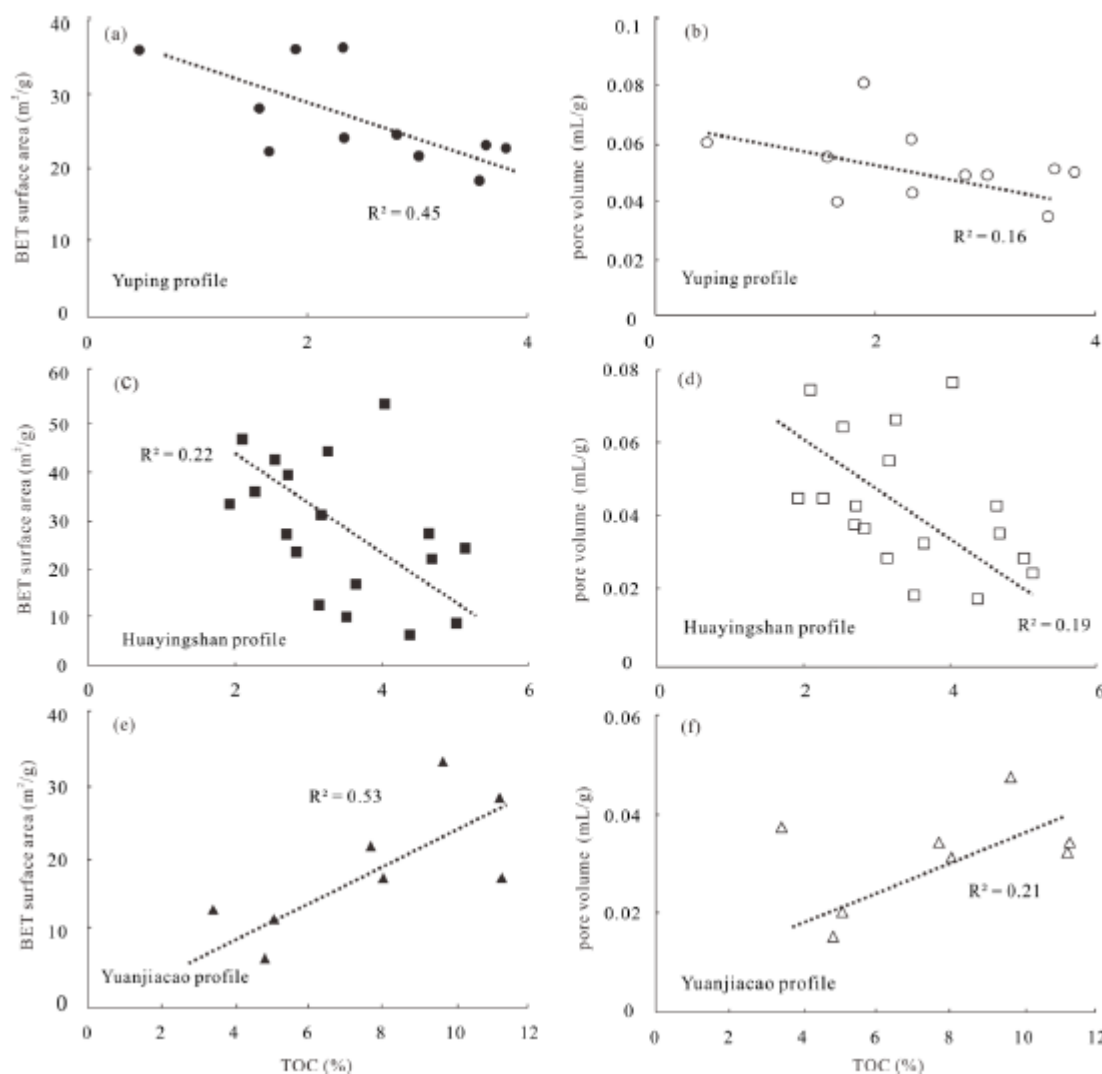 (a)
BET surface area (m²/g)
40
30
20
10
0
R² = 0.45
Yuping profile
0
2
4
(b)
pore volume (mL/g)
0.1
0.08
0.06
0.04
0.02
0
R² = 0.16
Yuping profile
0
2
4
(c)
BET surface area (m²/g)
60
50
40
30
20
10
0
R² = 0.22
Huayingshan profile
0
2
4
6
(d)
pore volume (mL/g)
0.08
0.06
0.04
0.02
0
Huayingshan profile
R² = 0.19
0
2
4
6
(e)
BET surface area (m²/g)
40
30
20
10
0
R² = 0.53
Yuanjiacao profile
0
2
4
6
8
10
12
TOC (%)
(f)
pore volume (mL/g)
0.06
0.04
0.02
0
R² = 0.21
Yuanjiacao profile
0
2
4
6
8
10
12
TOC (%)